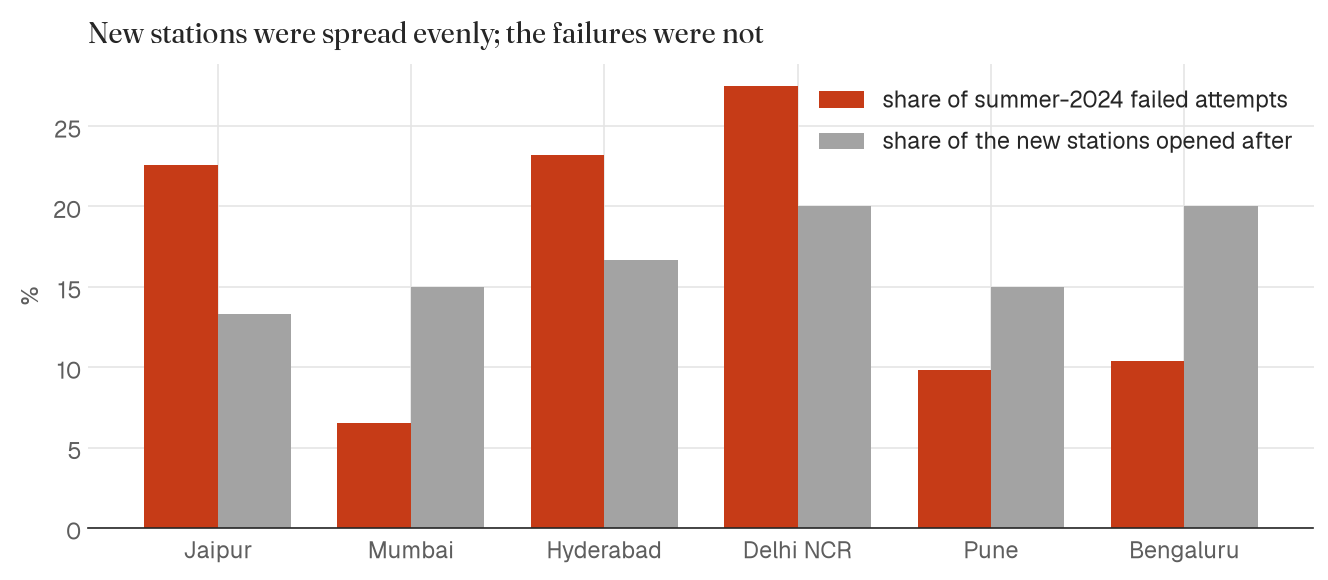 New stations were spread evenly; the failures were not
share of summer-2024 failed attempts
share of the new stations opened after
25
20
15
10
5
0
%
Jaipur Mumbai Hyderabad Delhi NCR Pune Bengaluru